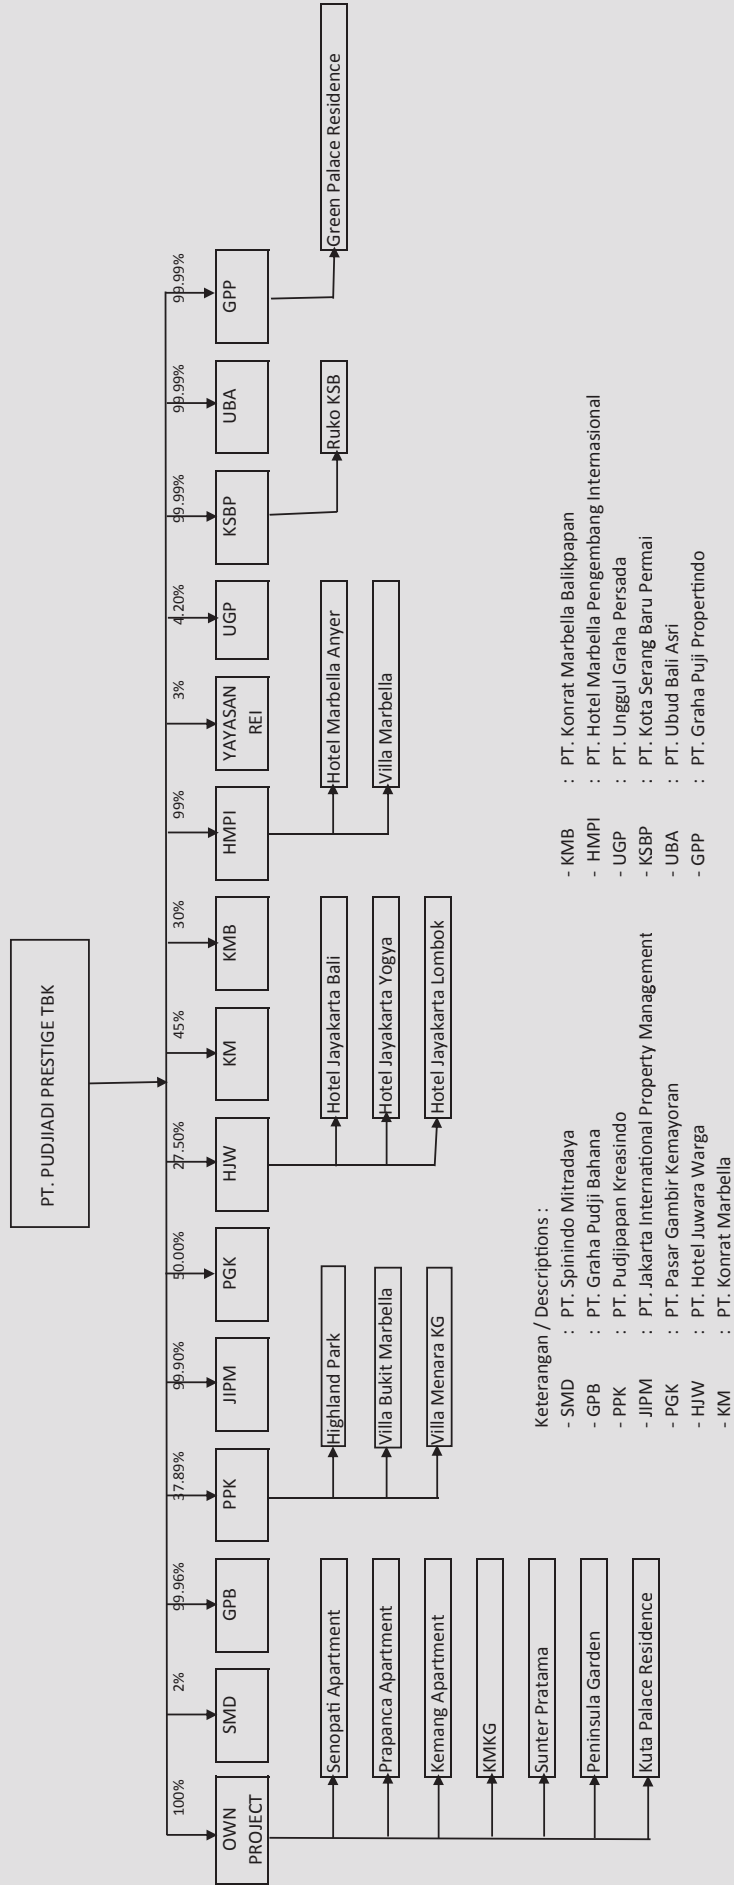 PT. PUDJIADI PRESTIGE TBK
100%
2%
99.96%
37.89%
99.90%
50.00%
27.50%
45%
30%
99%
3%
4.20%
99.99%
99.99%
99.99%
OWN
PROJECT
SMD
GPB
PPK
JIPM
PGK
HJW
KM
KMB
HMPI
YAYASAN
REI
UGP
KSBP
UBA
GPP
Senopati Apartment
Prapanca Apartment
Kemang Apartment
KMKG
Sunter Pratama
Peninsula Garden
Kuta Palace Residence
Highland Park
Villa Bukit Marbella
Villa Menara KG
Hotel Jayakarta Bali
Hotel Jayakarta Yogya
Hotel Jayakarta Lombok
Hotel Marbella Anyer
Villa Marbella
Ruko KSB
Green Palace Residence
Keterangan / Descriptions :
- SMD : PT. Spinindo Mitradaya
- GPB : PT. Graha Pudji Bahana
- PPK : PT. Pudjipapan Kreasindo
- JIPM : PT. Jakarta International Property Management
- PGK : PT. Pasar Gambir Kemayoran
- HJW : PT. Hotel Juwara Warga
- KM : PT. Konrat Marbella
- KMB : PT. Konrat Marbella Balikpapan
- HMPI : PT. Hotel Marbella Pengembang Internasional
- UGP : PT. Unggul Graha Persada
- KSBP : PT. Kota Serang Baru Permai
- UBA : PT. Ubud Bali Asri
- GPP : PT. Graha Puji Propertindo